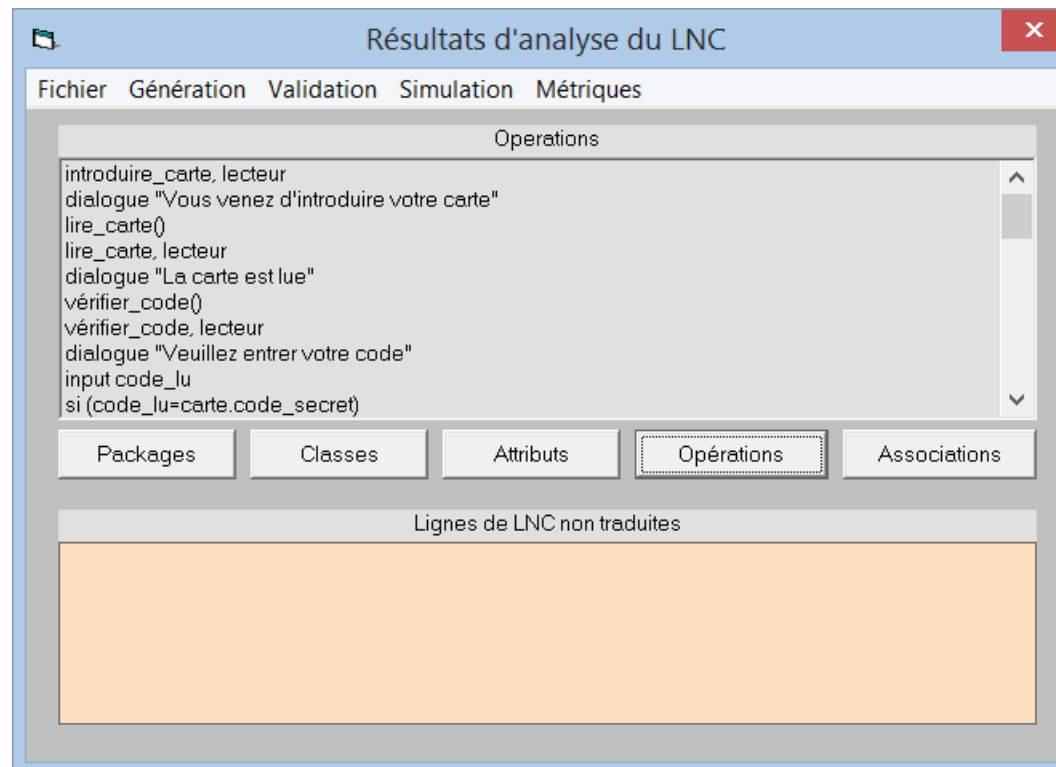 Résultats d'analyse du LNC
Fichier Génération Validation Simulation Métriques
Operations
introduire_carte, lecteur
dialogue "Vous venez d'introduire votre carte"
lire_carte()
lire_carte, lecteur
dialogue "La carte est lue"
vérifier_code()
vérifier_code, lecteur
dialogue "Veuillez entrer votre code"
input code_lu
si (code_lu=carte.code_secret)
Packages Classes Attributs Opérations Associations
Lignes de LNC non traduites